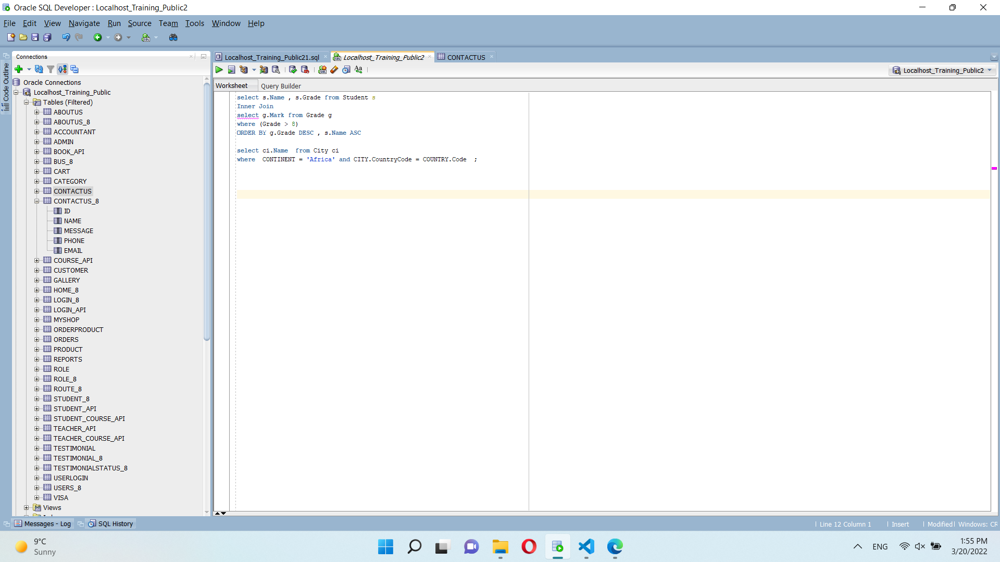 Oracle SQL Developer : Localhost_Training_Public2
File Edit View Navigate Run Source Team Tools Window Help
Connections
Localhost_Training_Public21.sql
Localhost_Training_Public2
CONTACTUS
Localhost_Training_Public2
Code Outline
Worksheet
Query Builder
Oracle Connections
Localhost_Training_Public
Tables (Filtered)
ABOUTUS
ABOUTUS_8
ACCOUNTANT
ADMIN
BOOK_API
BUS_8
CART
CATEGORY
CONTACTUS
CONTACTUS_8
ID
NAME
MESSAGE
PHONE
EMAIL
COURSE_API
CUSTOMER
GALLERY
HOME_8
LOGIN_8
LOGIN_API
MYSHOP
ORDERPRODUCT
ORDERS
PRODUCT
REPORTS
ROLE
ROLE_8
ROUTE_8
STUDENT_8
STUDENT_API
STUDENT_COURSE_API
TEACHER_API
TEACHER_COURSE_API
TESTIMONIAL
TESTIMONIAL_8
TESTIMONIALSTATUS_8
USERLOGIN
USERS_8
VISA
Views
select s.Name , s.Grade from Student s
Inner Join
select g.Mark from Grade g
where (Grade > 8)
ORDER BY g.Grade DESC , s.Name ASC
select ci.Name  from City ci
where  CONTINENT = 'Africa' and CITY.CountryCode = COUNTRY.Code  ;
Messages - Log
SQL History
Line 12 Column 1
Insert
Modified
Windows: CR
9°C
Sunny
ENG
1:55 PM
3/20/2022